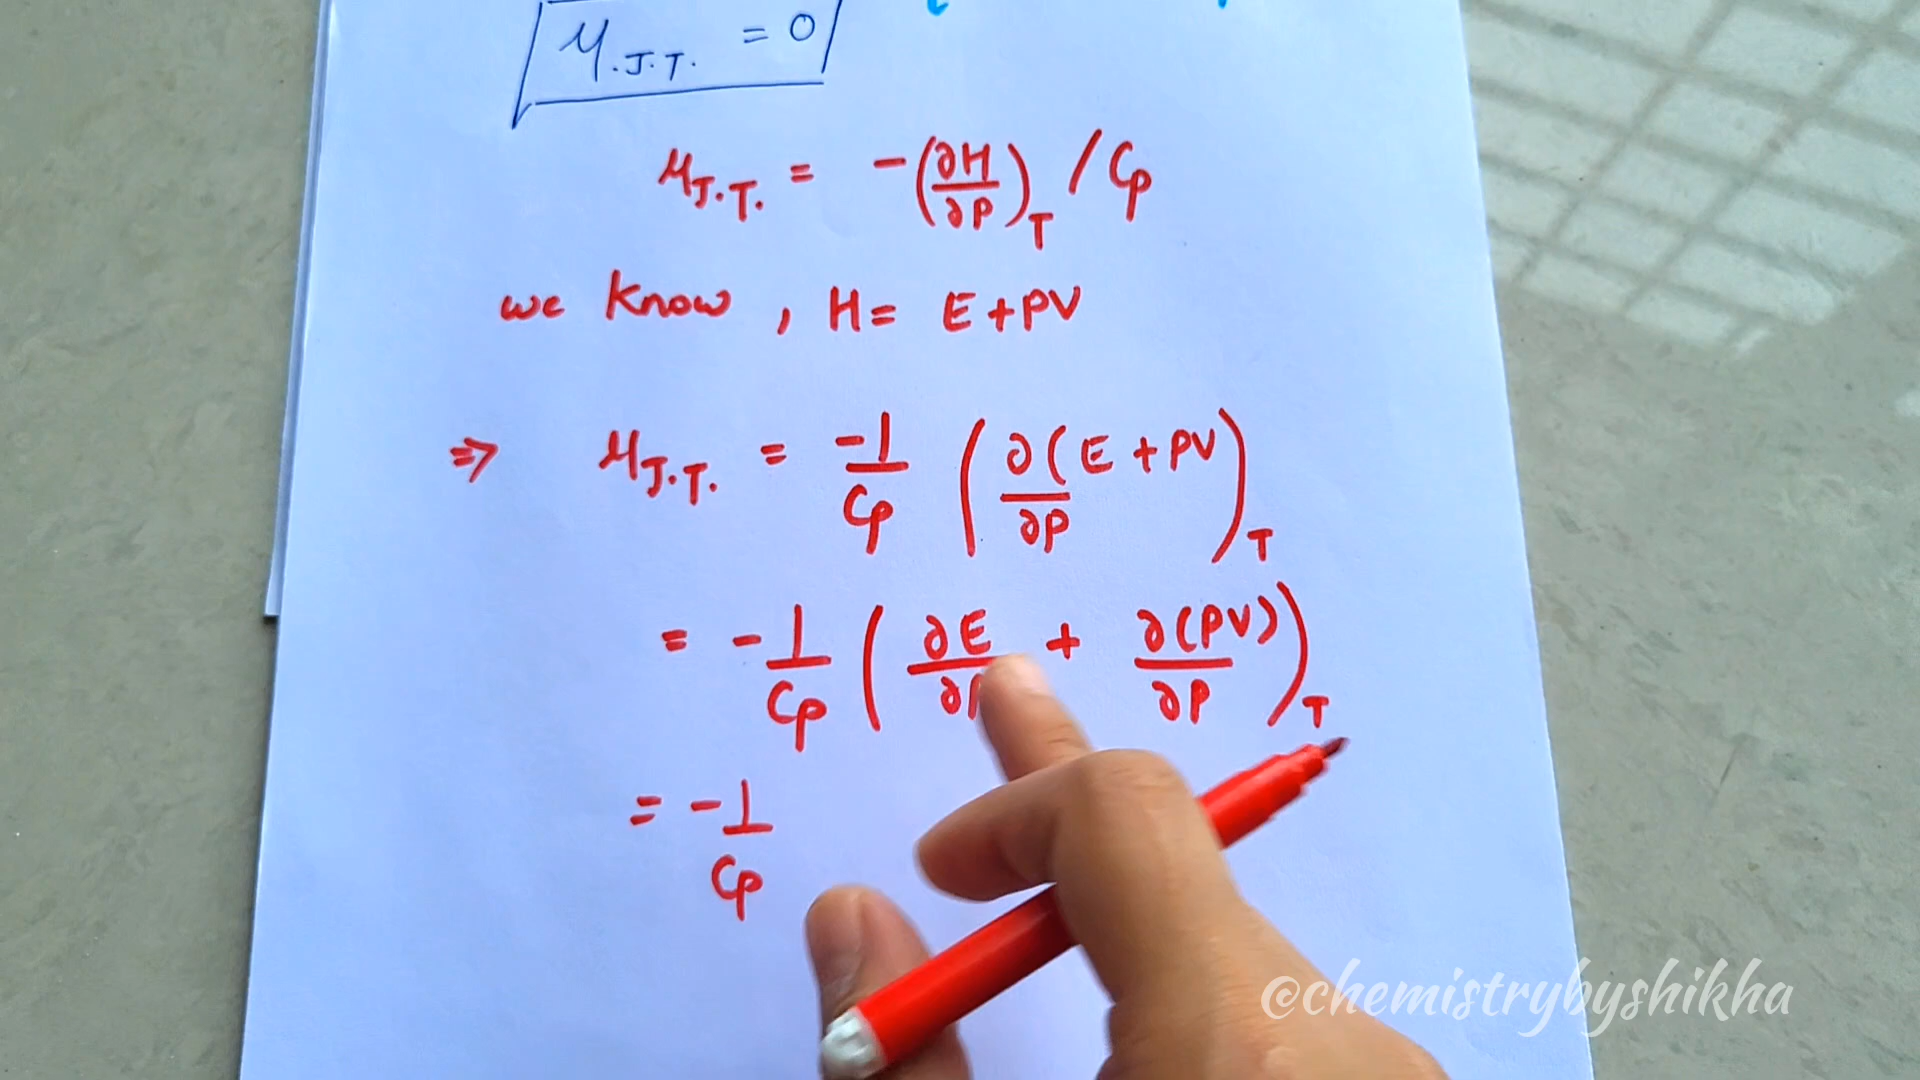 μ.J.T. = 0
μJ.T. = -(∂H/∂P)T / Cp
we know, H= E+PV
⇒ μJ.T. = -1/Cp (∂(E+PV)/∂P)T
= -1/Cp (∂E/∂P + ∂(PV)/∂P)T
= -1/Cp
@chemistrybyshikha